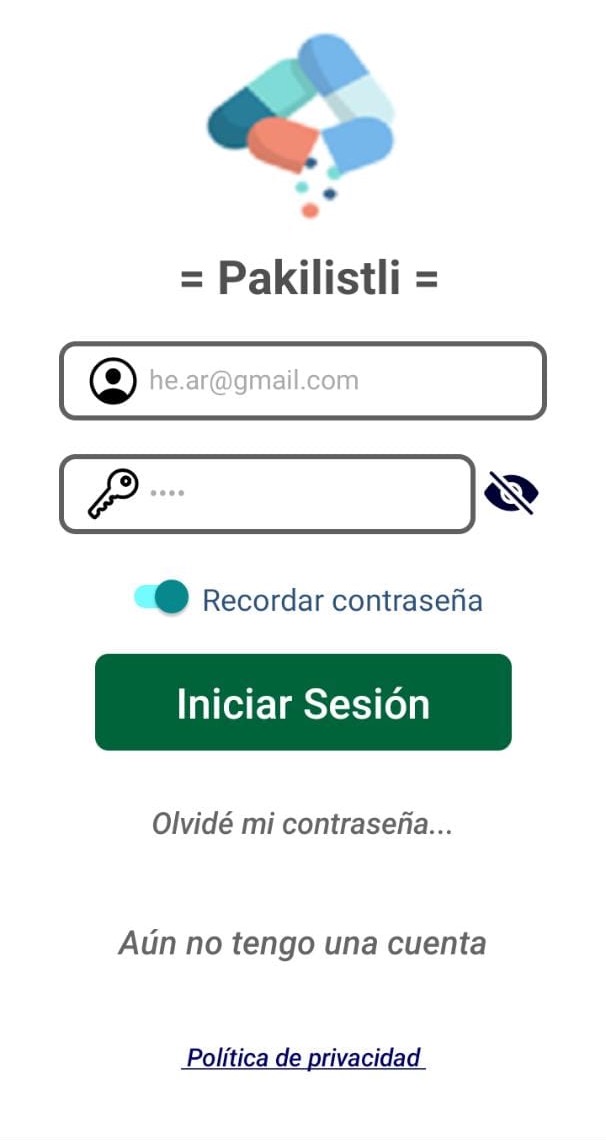 = Pakilistli =
he.ar@gmail.com
••••
Recordar contraseña
Iniciar Sesión
Olvidé mi contraseña...
Aún no tengo una cuenta
Política de privacidad